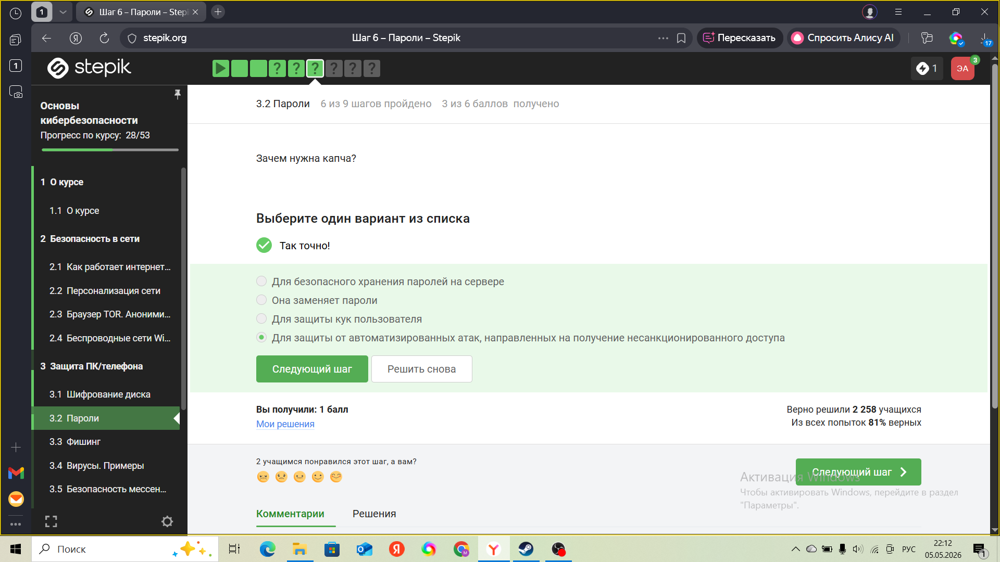 1
Шаг 6 – Пароли – Stepi
stepik.org
Шаг 6 – Пароли – Stepik
Пересказать
Спросить Алису AI
17
1
stepik
? ? ? ? ? ?
1
ЭА
3
Основы
кибербезопасности
Прогресс по курсу: 28/53
1 О курсе
1.1 О курсе
2 Безопасность в сети
2.1 Как работает интернет...
2.2 Персонализация сети
2.3 Браузер TOR. Аноними...
2.4 Беспроводные сети Wi...
3 Защита ПК/телефона
3.1 Шифрование диска
3.2 Пароли
3.3 Фишинг
3.4 Вирусы. Примеры
3.5 Безопасность мессен...
3.2 Пароли 6 из 9 шагов пройдено 3 из 6 баллов получено
Зачем нужна капча?
Выберите один вариант из списка
Так точно!
Для безопасного хранения паролей на сервере
Она заменяет пароли
Для защиты кук пользователя
Для защиты от автоматизированных атак, направленных на получение несанкционированного доступа
Следующий шаг
Решить снова
Вы получили: 1 балл
Мои решения
Верно решили 2 258 учащихся
Из всех попыток 81% верных
2 учащимся понравился этот шаг, а вам?
Следующий шаг
Активация Windows
Чтобы активировать Windows, перейдите в раздел
"Параметры".
Комментарии
Решения
Поиск
РУС
22:12
05.05.2026
1